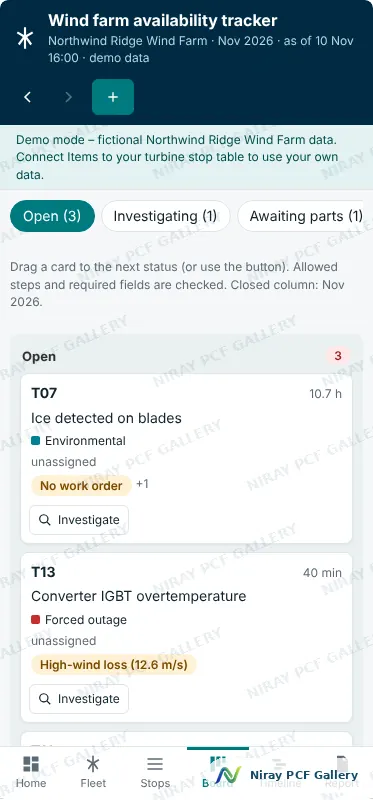 Wind farm availability tracker
Northwind Ridge Wind Farm · Nov 2026 · as of 10 Nov
16:00 · demo data
Demo mode – fictional Northwind Ridge Wind Farm data.
Connect Items to your turbine stop table to use your own
data.
Open (3)
Investigating (1)
Awaiting parts (1)
Drag a card to the next status (or use the button). Allowed
steps and required fields are checked. Closed column: Nov
2026.
Open
3
T07
10.7 h
Ice detected on blades
Environmental
unassigned
No work order
+1
Investigate
T13
40 min
Converter IGBT overtemperature
Forced outage
unassigned
High-wind loss (12.6 m/s)
Investigate
Home
Fleet
Stops
Timeline
Report
Niray PCF Gallery
NIRAY PCF GALLERY